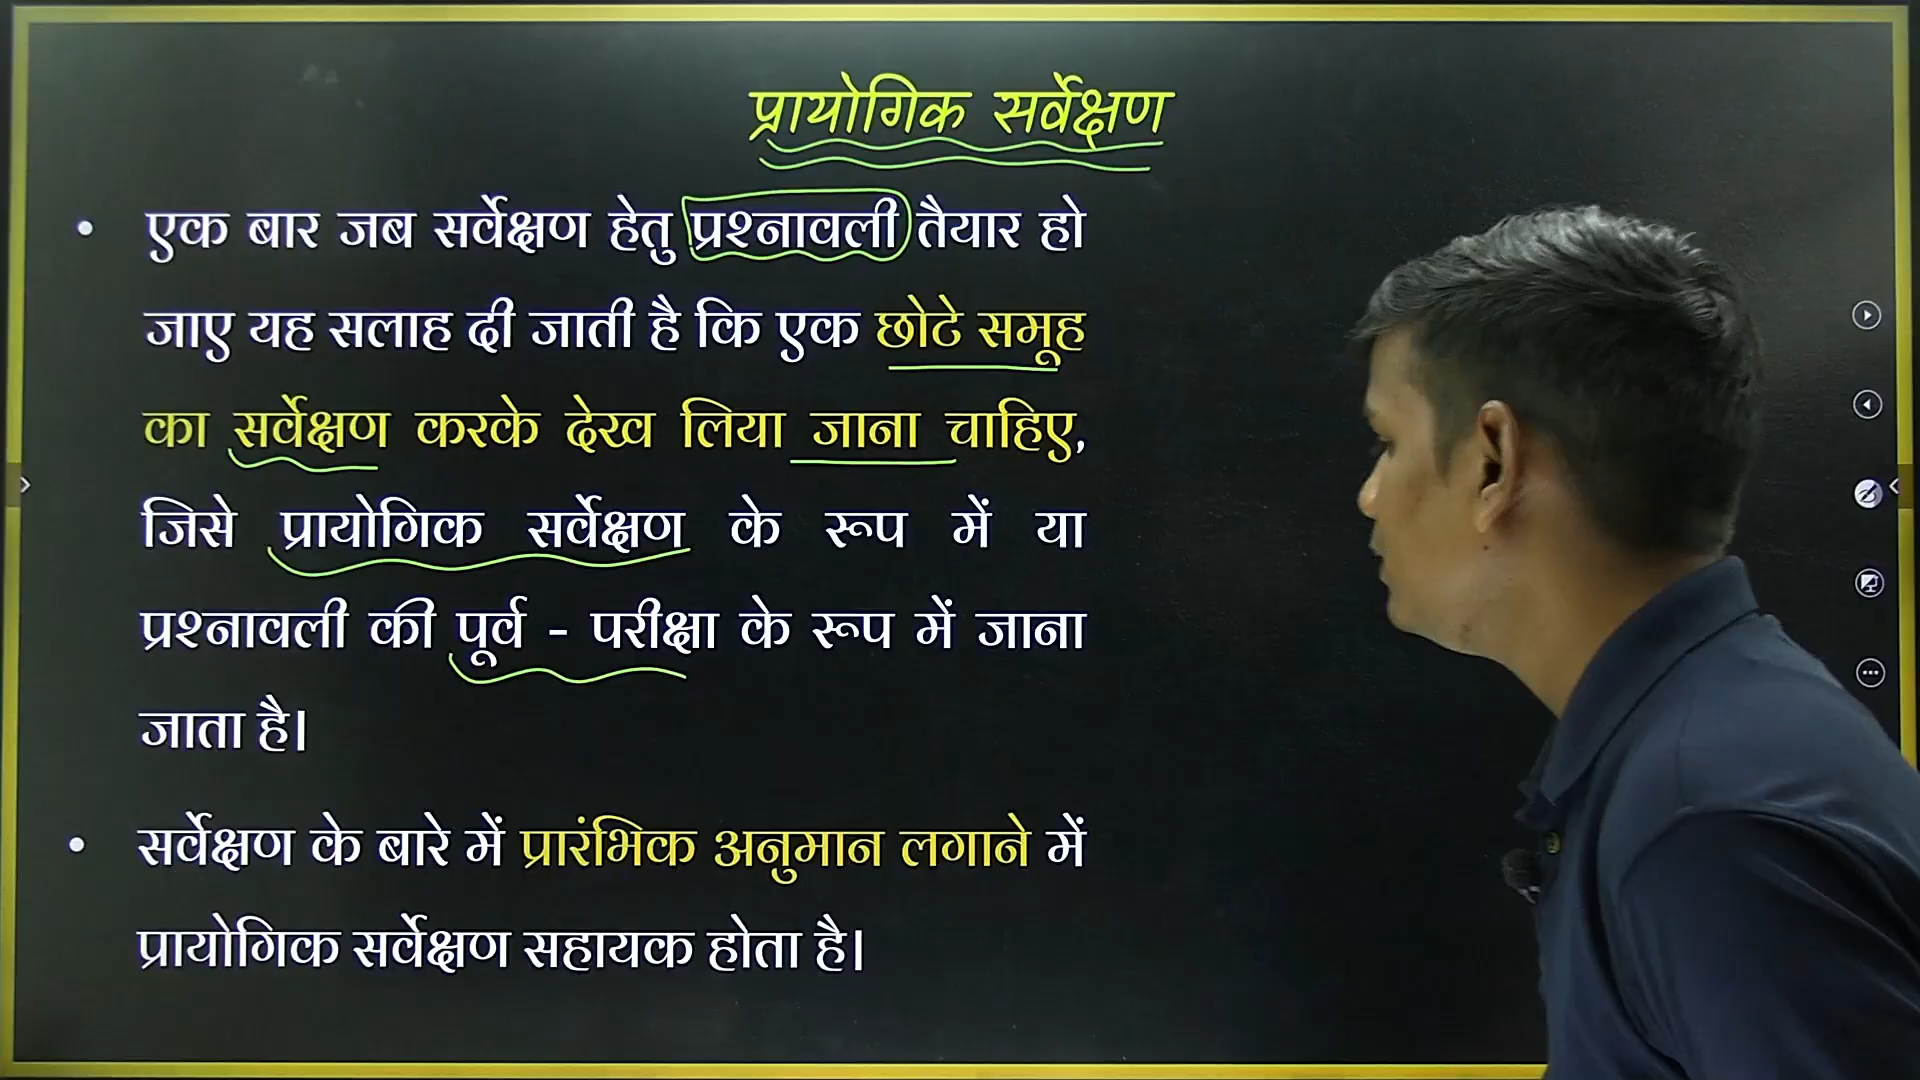 प्रायोगिक सर्वेक्षण
• एक बार जब सर्वेक्षण हेतु प्रश्नावली तैयार हो
जाए यह सलाह दी जाती है कि एक छोटे समूह
का सर्वेक्षण करके देख लिया जाना चाहिए,
जिसे प्रायोगिक सर्वेक्षण के रूप में या
प्रश्नावली की पूर्व - परीक्षा के रूप में जाना
जाता है।
• सर्वेक्षण के बारे में प्रारंभिक अनुमान लगाने में
प्रायोगिक सर्वेक्षण सहायक होता है।